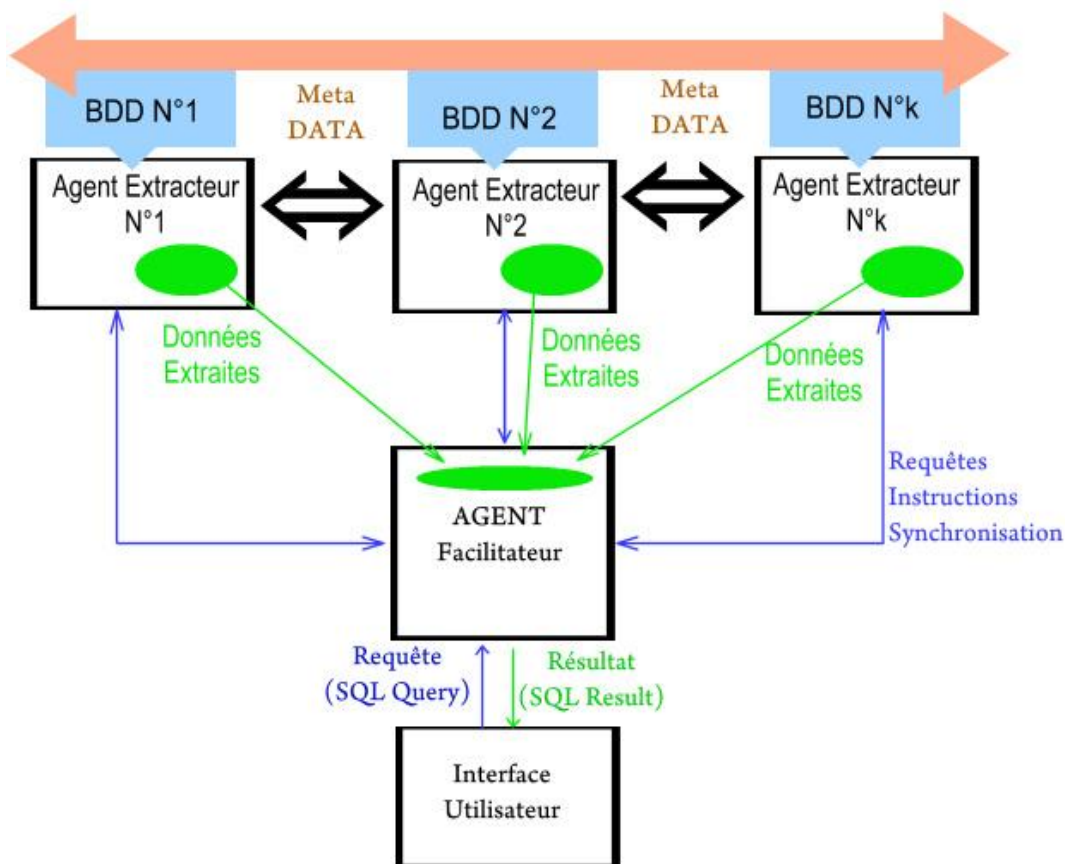 BDD N°1
Meta
DATA
BDD N°2
Meta
DATA
BDD N°k
Agent Extracteur
N°1
Agent Extracteur
N°2
Agent Extracteur
N°k
Données
Extraites
Données
Extraites
Données
Extraites
Requêtes
Instructions
Synchronisation
AGENT
Facilitateur
Requête
(SQL Query)
Résultat
(SQL Result)
Interface
Utilisateur